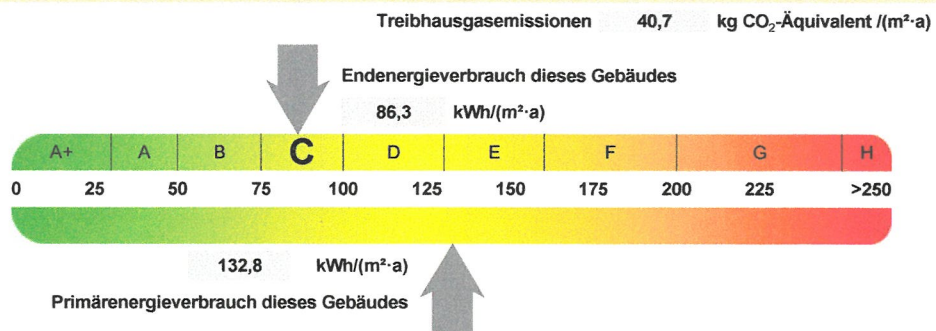 Treibhausgasemissionen 40,7 kg CO₂-Äquivalent /(m²·a)
Endenergieverbrauch dieses Gebäudes
86,3 kWh/(m²·a)
A+ A B C D E F G H
0 25 50 75 100 125 150 175 200 225 >250
132,8 kWh/(m²·a)
Primärenergieverbrauch dieses Gebäudes